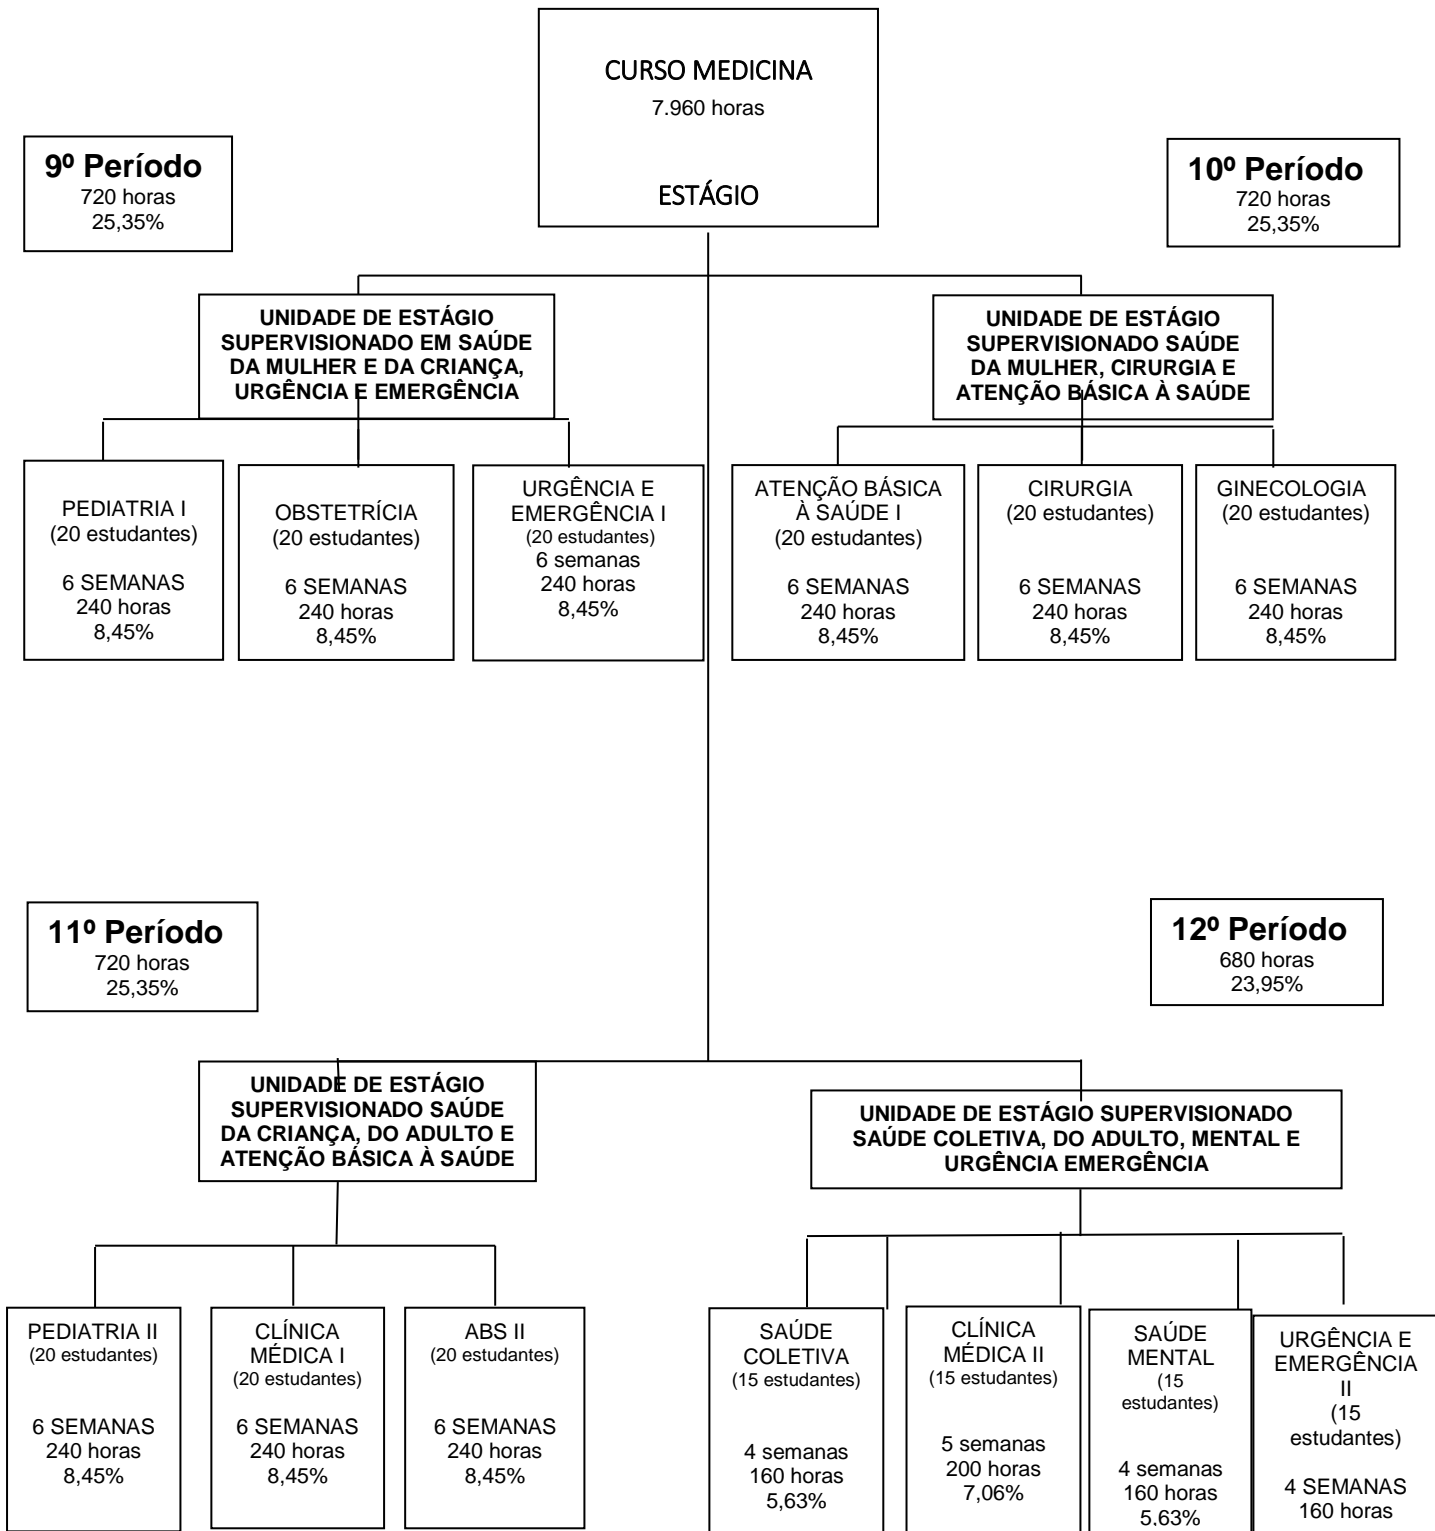 CURSO MEDICINA
7.960 horas
ESTÁGIO
9º Período
720 horas
25,35%
10º Período
720 horas
25,35%
UNIDADE DE ESTÁGIO
SUPERVISIONADO EM SAÚDE
DA MULHER E DA CRIANÇA,
URGÊNCIA E EMERGÊNCIA
UNIDADE DE ESTÁGIO
SUPERVISIONADO SAÚDE
DA MULHER, CIRURGIA E
ATENÇÃO BÁSICA À SAÚDE
PEDIATRIA I
(20 estudantes)
6 SEMANAS
240 horas
8,45%
OBSTETRÍCIA
(20 estudantes)
6 SEMANAS
240 horas
8,45%
URGÊNCIA E
EMERGÊNCIA I
(20 estudantes)
6 semanas
240 horas
8,45%
ATENÇÃO BÁSICA
À SAÚDE I
(20 estudantes)
6 SEMANAS
240 horas
8,45%
CIRURGIA
(20 estudantes)
6 SEMANAS
240 horas
8,45%
GINECOLOGIA
(20 estudantes)
6 SEMANAS
240 horas
8,45%
11º Período
720 horas
25,35%
12º Período
680 horas
23,95%
UNIDADE DE ESTÁGIO
SUPERVISIONADO SAÚDE
DA CRIANÇA, DO ADULTO E
ATENÇÃO BÁSICA À SAÚDE
UNIDADE DE ESTÁGIO SUPERVISIONADO
SAÚDE COLETIVA, DO ADULTO, MENTAL E
URGÊNCIA EMERGÊNCIA
PEDIATRIA II
(20 estudantes)
6 SEMANAS
240 horas
8,45%
CLÍNICA
MÉDICA I
(20 estudantes)
6 SEMANAS
240 horas
8,45%
ABS II
(20 estudantes)
6 SEMANAS
240 horas
8,45%
SAÚDE
COLETIVA
(15 estudantes)
4 semanas
160 horas
5,63%
CLÍNICA
MÉDICA II
(15 estudantes)
5 semanas
200 horas
7,06%
SAÚDE
MENTAL
(15
estudantes)
4 semanas
160 horas
5,63%
URGÊNCIA E
EMERGÊNCIA
II
(15
estudantes)
4 SEMANAS
160 horas